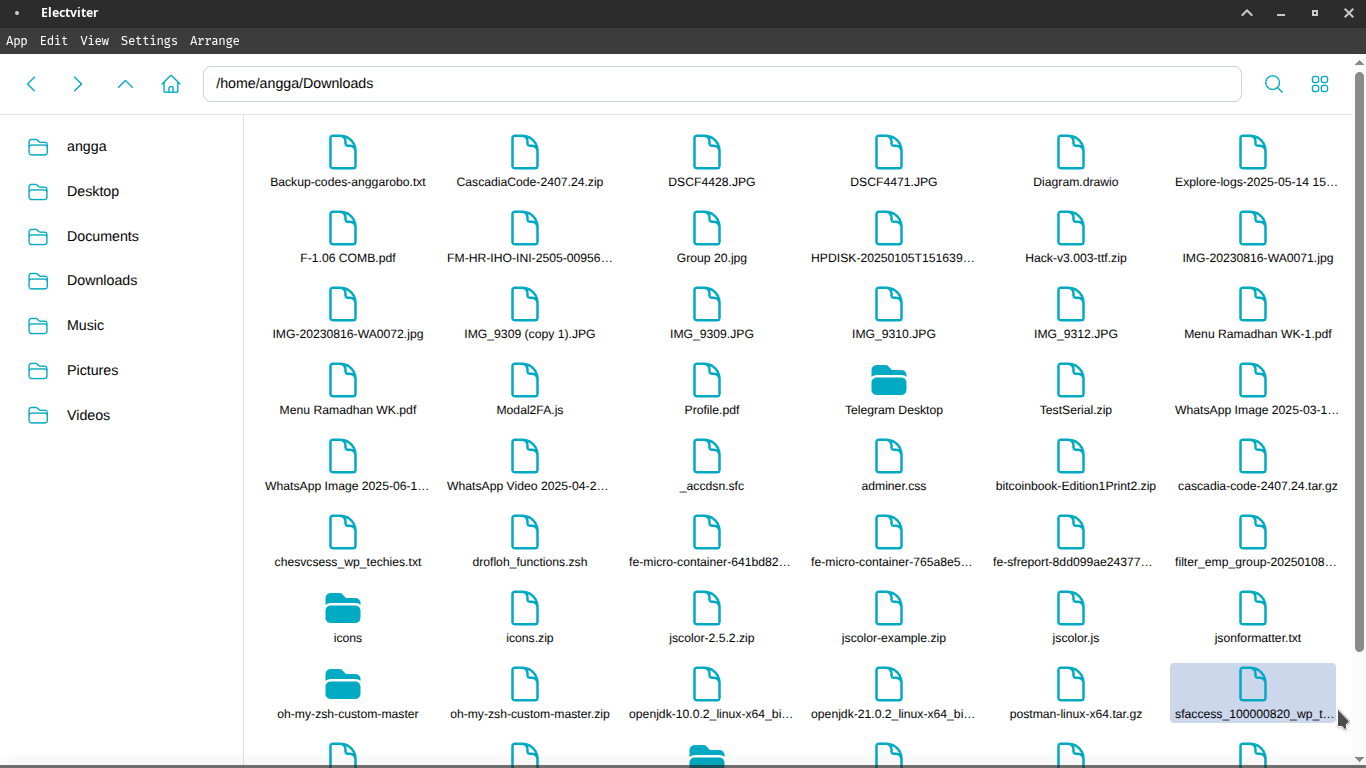 Electviter
App Edit View Settings Arrange
/home/angga/Downloads
angga
Desktop
Documents
Downloads
Music
Pictures
Videos
Backup-codes-anggarobo.txt CascadiaCode-2407.24.zip DSCF4428.JPG DSCF4471.JPG Diagram.drawio Explore-logs-2025-05-14 15…
F-1.06 COMB.pdf FM-HR-IHO-INI-2505-00956… Group 20.jpg HPDISK-20250105T151639… Hack-v3.003-ttf.zip IMG-20230816-WA0071.jpg
IMG-20230816-WA0072.jpg IMG_9309 (copy 1).JPG IMG_9309.JPG IMG_9310.JPG IMG_9312.JPG Menu Ramadhan WK-1.pdf
Menu Ramadhan WK.pdf Modal2FA.js Profile.pdf Telegram Desktop TestSerial.zip WhatsApp Image 2025-03-1…
WhatsApp Image 2025-06-1… WhatsApp Video 2025-04-2… _accdsn.sfc adminer.css bitcoinbook-Edition1Print2.zip cascadia-code-2407.24.tar.gz
chesvcsess_wp_techies.txt drofloh_functions.zsh fe-micro-container-641bd82… fe-micro-container-765a8e5… fe-sfreport-8dd099ae24377… filter_emp_group-20250108…
icons icons.zip jscolor-2.5.2.zip jscolor-example.zip jscolor.js jsonformatter.txt
oh-my-zsh-custom-master oh-my-zsh-custom-master.zip openjdk-10.0.2_linux-x64_bi… openjdk-21.0.2_linux-x64_bi… postman-linux-x64.tar.gz sfaccess_100000820_wp_t…